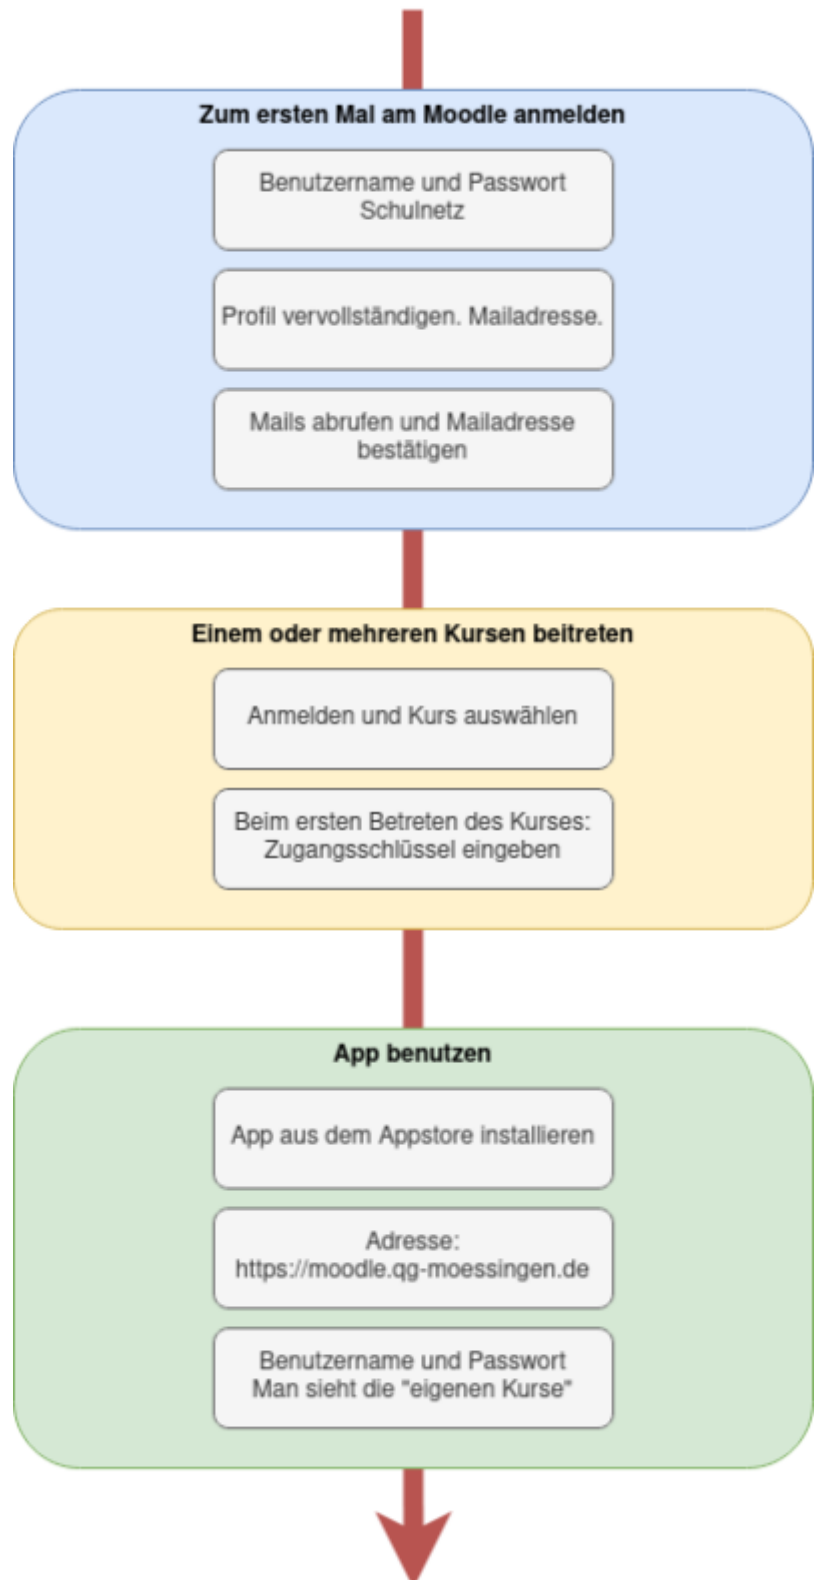 Zum ersten Mal am Moodle anmelden
Benutzername und Passwort
Schulnetz
Profil vervollständigen. Mailadresse.
Mails abrufen und Mailadresse
bestätigen
Einem oder mehreren Kursen beitreten
Anmelden und Kurs auswählen
Beim ersten Betreten des Kurses:
Zugangsschlüssel eingeben
App benutzen
App aus dem Appstore installieren
Adresse:
https://moodle.qg-moessingen.de
Benutzername und Passwort
Man sieht die "eigenen Kurse"